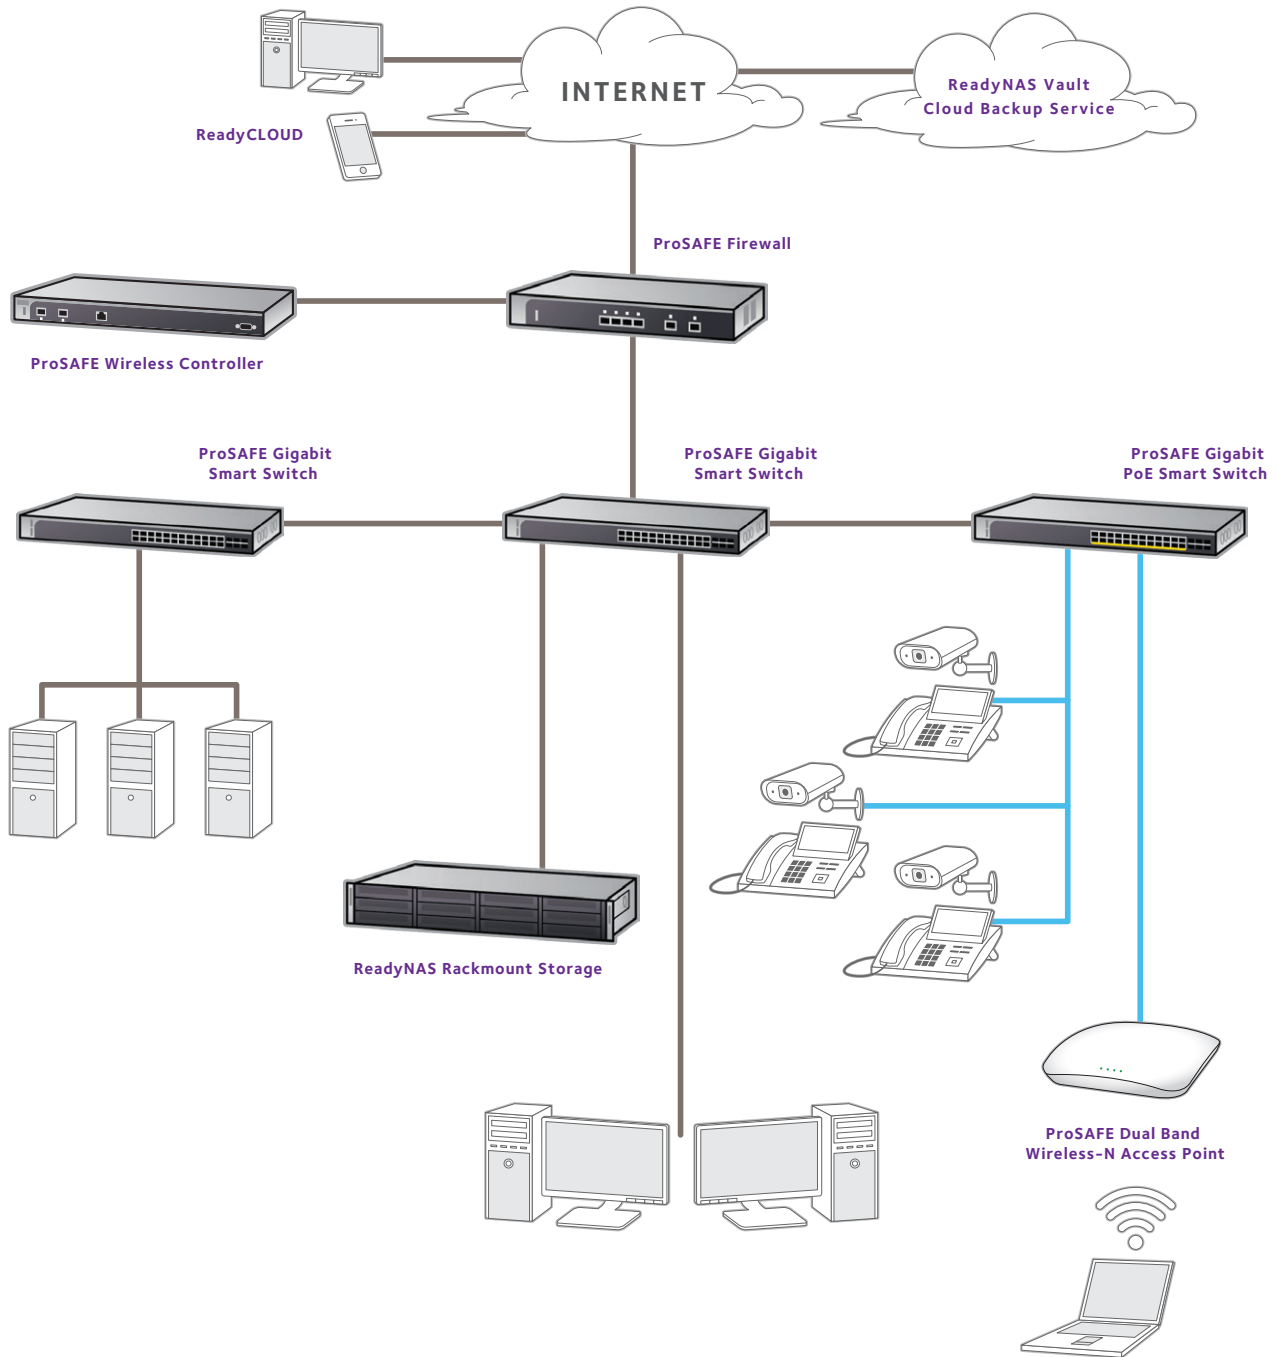 INTERNET
ReadyNAS Vault
Cloud Backup Service
ReadyCLOUD
ProSAFE Firewall
ProSAFE Wireless Controller
ProSAFE Gigabit
Smart Switch
ProSAFE Gigabit
Smart Switch
ProSAFE Gigabit
PoE Smart Switch
ReadyNAS Rackmount Storage
ProSAFE Dual Band
Wireless-N Access Point